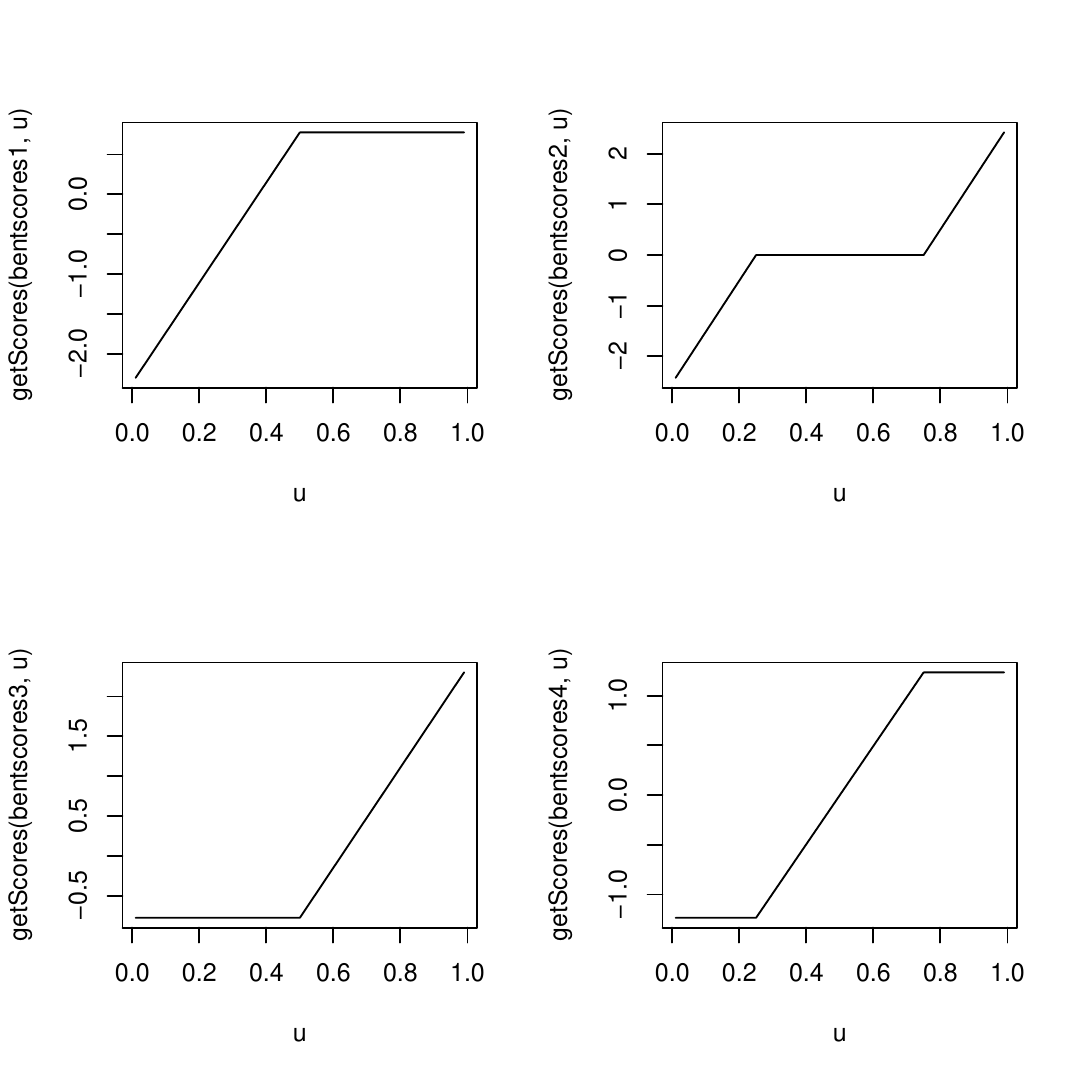 getScores(bentscores1, u)
0.0
−1.0
−2.0
0.0 0.2 0.4 0.6 0.8 1.0
u
getScores(bentscores2, u)
2
1
0
−1
−2
0.0 0.2 0.4 0.6 0.8 1.0
u
getScores(bentscores3, u)
1.5
0.5
−0.5
0.0 0.2 0.4 0.6 0.8 1.0
u
getScores(bentscores4, u)
1.0
0.0
−1.0
0.0 0.2 0.4 0.6 0.8 1.0
u